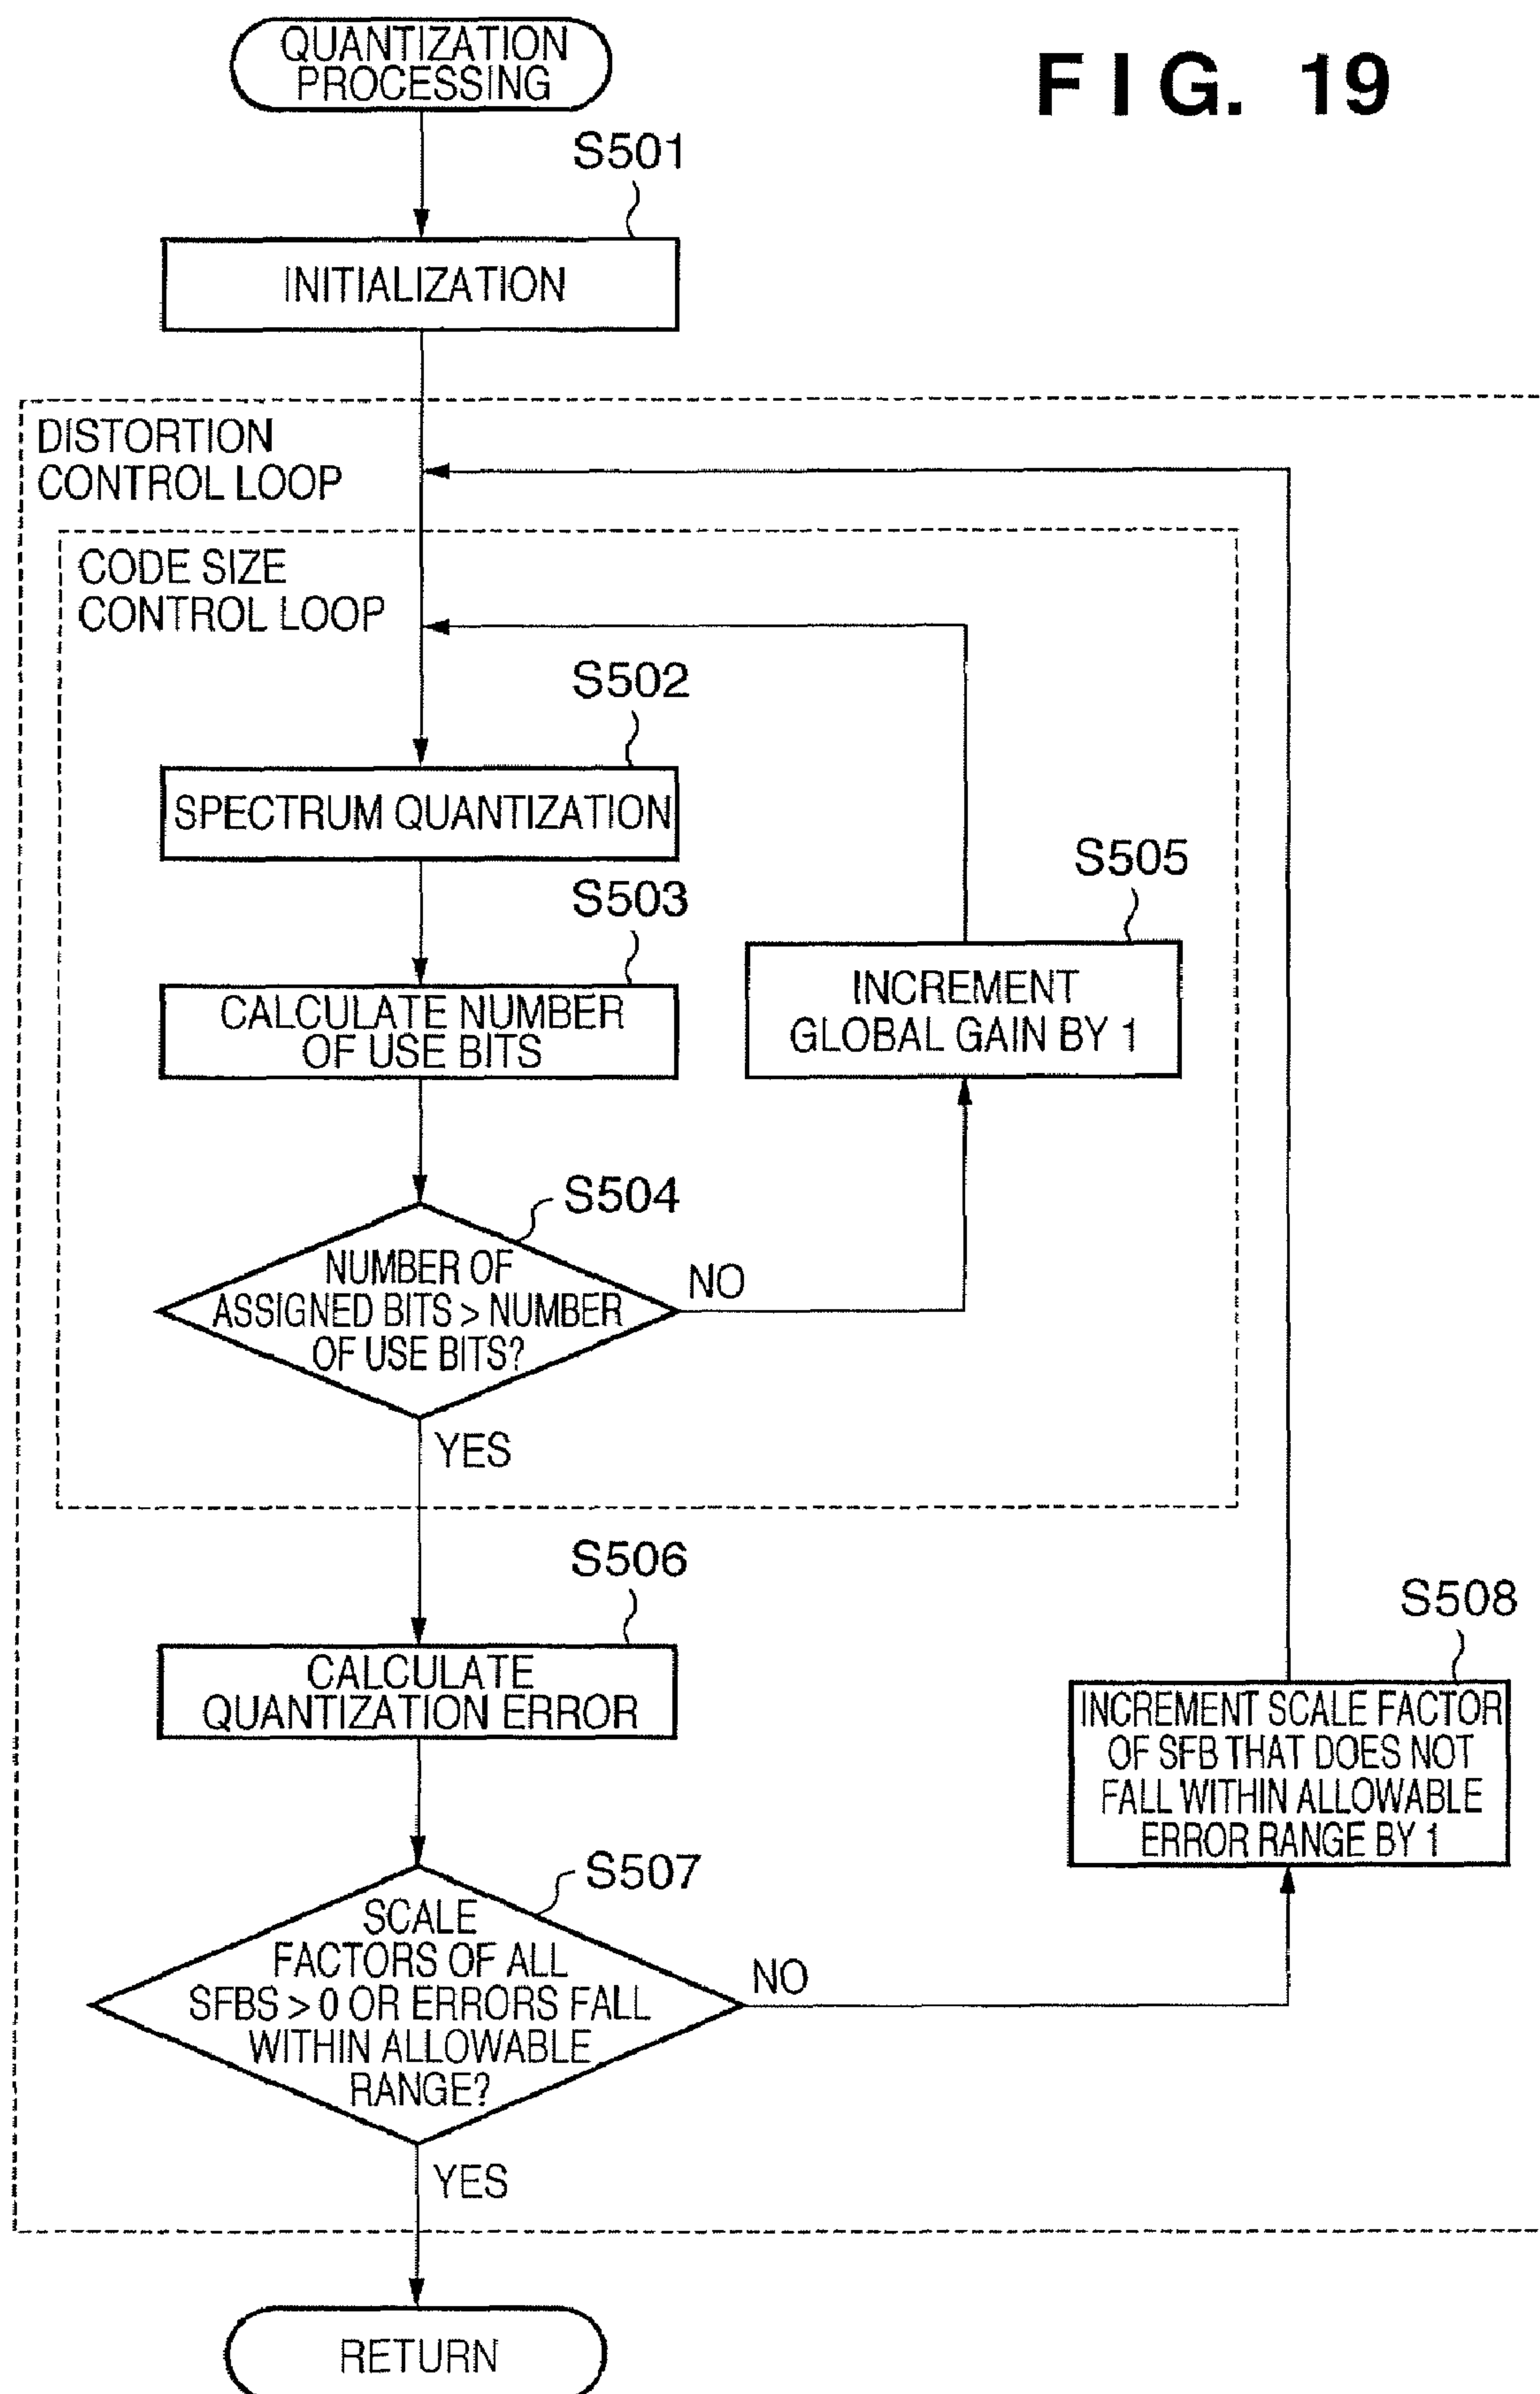 QUANTIZATION
PROCESSING
FIG. 19
S501
INITIALIZATION
DISTORTION
CONTROL LOOP
CODE SIZE
CONTROL LOOP
S502
SPECTRUM QUANTIZATION
S503
CALCULATE NUMBER
OF USE BITS
S505
INCREMENT
GLOBAL GAIN BY 1
S504
NUMBER OF
ASSIGNED BITS > NUMBER
OF USE BITS?
NO
YES
S506
CALCULATE
QUANTIZATION ERROR
S508
INCREMENT SCALE FACTOR
OF SFB THAT DOES NOT
FALL WITHIN ALLOWABLE
ERROR RANGE BY 1
S507
SCALE
FACTORS OF ALL
SFBS > 0 OR ERRORS FALL
WITHIN ALLOWABLE
RANGE?
NO
YES
RETURN